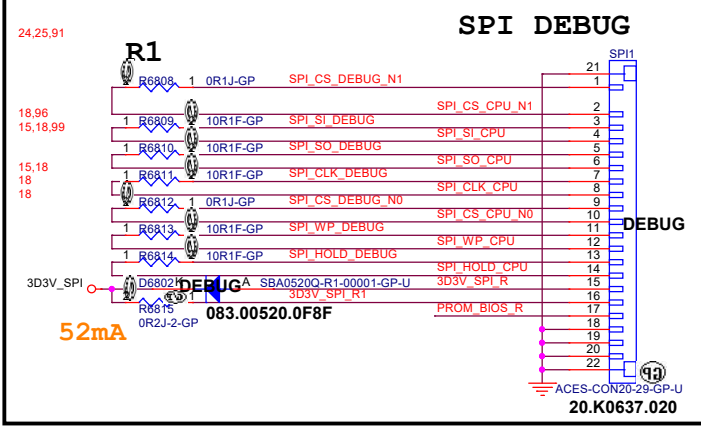 SPI DEBUG
24,25,91
R1
SPI1
21
R6808 1 0R1J-GP SPI_CS_DEBUG_N1 1
18,96 SPI_CS_CPU_N1 2
15,18,99 1 R6809 10R1F-GP SPI_SI_DEBUG 3
SPI_SI_CPU 4
1 R6810 10R1F-GP SPI_SO_DEBUG 5
15,18 SPI_SO_CPU 6
18 1 R6811 10R1F-GP SPI_CLK_DEBUG 7
18 SPI_CLK_CPU 8
R6812 1 0R1J-GP SPI_CS_DEBUG_N0 9
SPI_CS_CPU_N0 10
DEBUG
1 R6813 10R1F-GP SPI_WP_DEBUG 11
SPI_WP_CPU 12
1 R6814 10R1F-GP SPI_HOLD_DEBUG 13
SPI_HOLD_CPU 14
3D3V_SPI D6802 K DEBUG A SBA0520Q-R1-00001-GP-U 3D3V_SPI_R 15
1 3D3V_SPI_R1 16
R6815 083.00520.0F8F PROM_BIOS_R 17
0R2J-2-GP 18
52mA 19
20
22
GP
ACES-CON20-29-GP-U
20.K0637.020